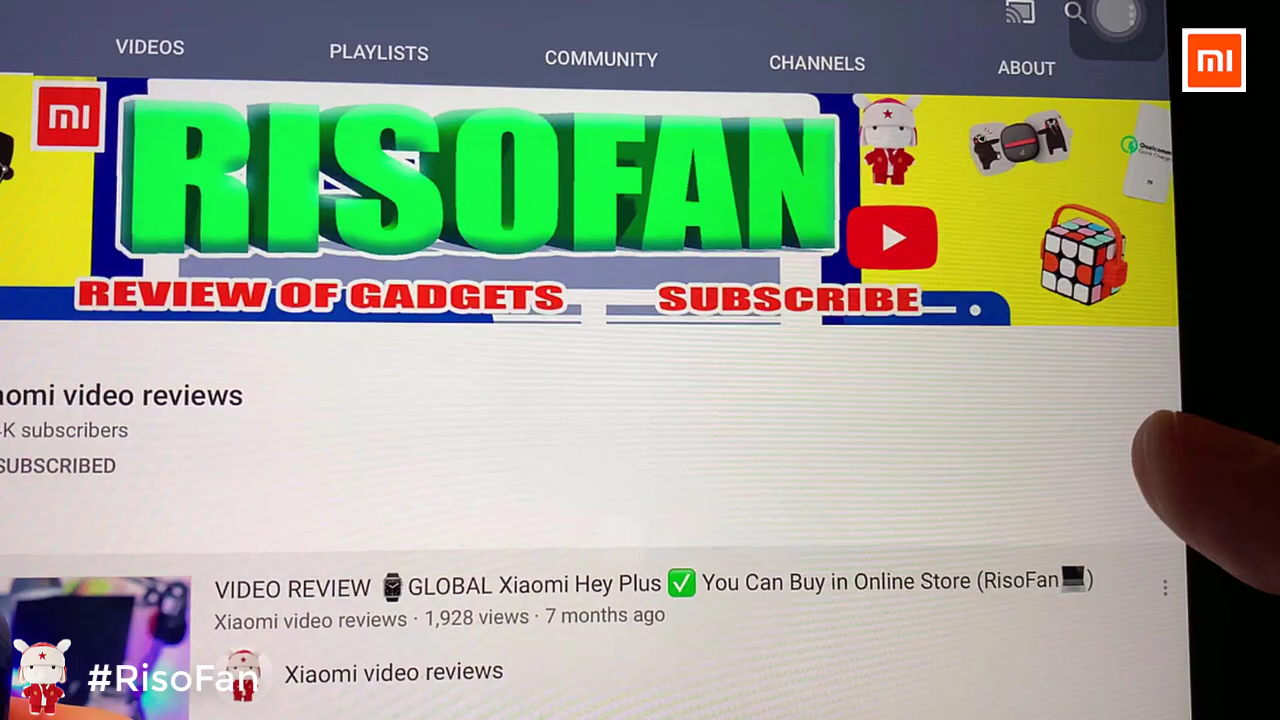 VIDEOS PLAYLISTS COMMUNITY CHANNELS ABOUT
mi
mi
RISOFAN
REVIEW OF GADGETS SUBSCRIBE
aomi video reviews
K subscribers
SUBSCRIBED
VIDEO REVIEW ⌚GLOBAL Xiaomi Hey Plus ✅ You Can Buy in Online Store (RisoFan💻)
Xiaomi video reviews · 1,928 views · 7 months ago
Xiaomi video reviews
#RisoFan